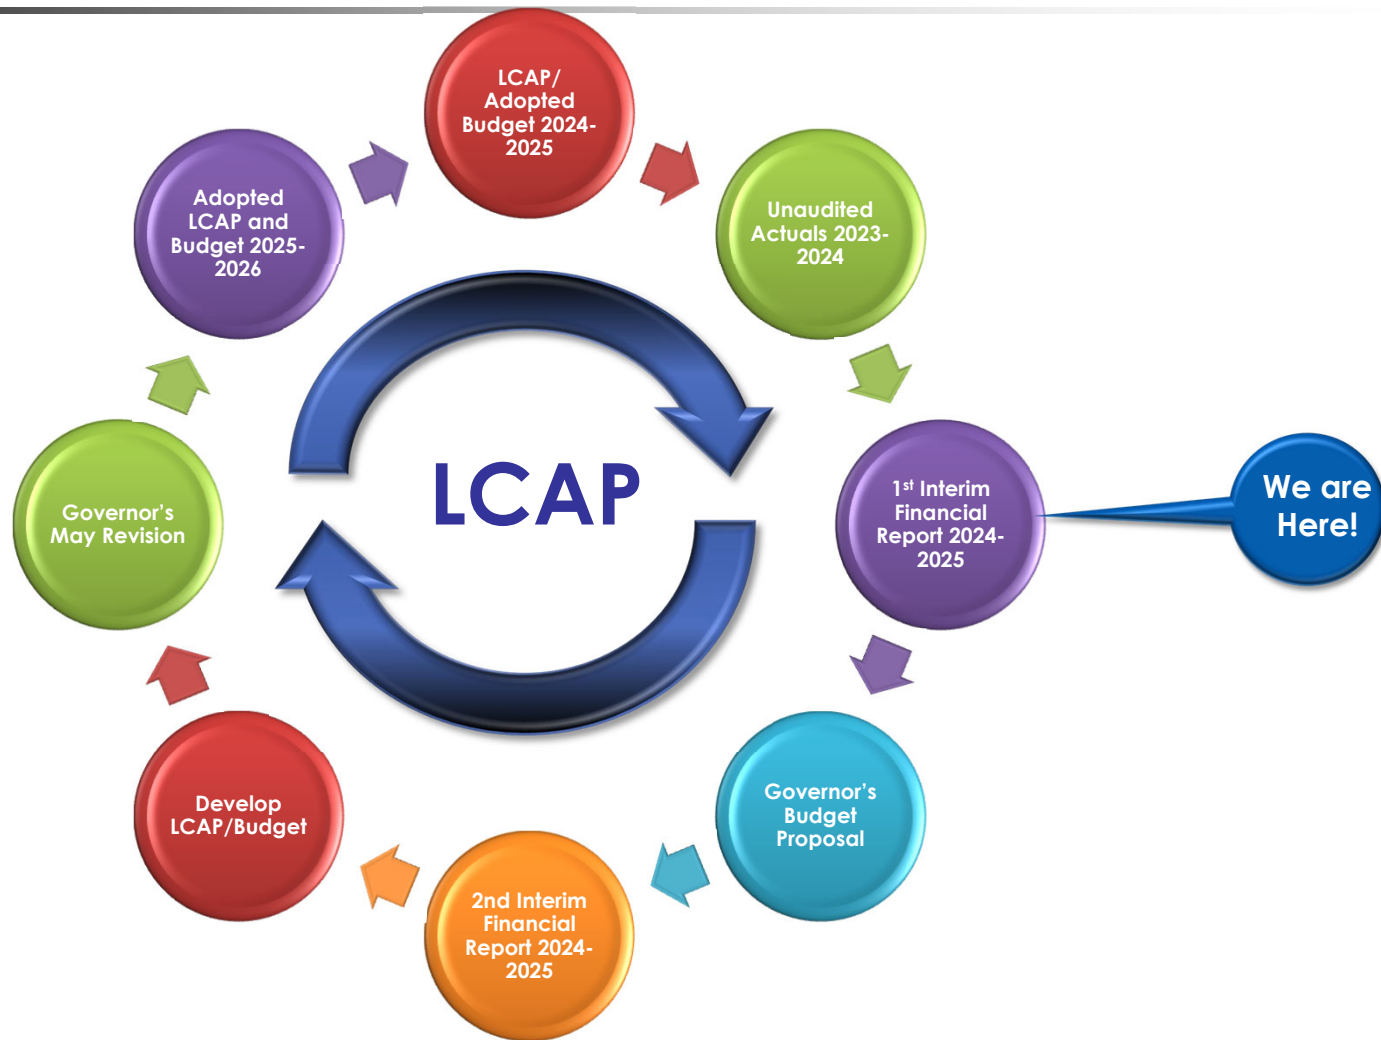 LCAP/
Adopted
Budget 2024-
2025
Unaudited
Actuals 2023-
2024
1st Interim
Financial
Report 2024-
2025
We are
Here!
Governor's
Budget
Proposal
2nd Interim
Financial
Report 2024-
2025
Develop
LCAP/Budget
Governor's
May Revision
Adopted
LCAP and
Budget 2025-
2026
LCAP